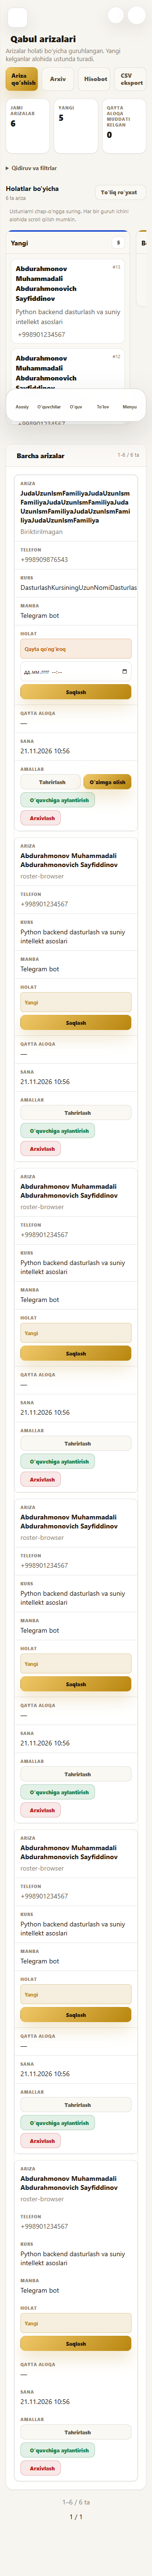 Qabul arizalari
Arizalar holati bo'yicha guruhlangan. Yangi
kelganlar alohida ustunda turadi.
Ariza
qo'shish
Arxiv
Hisobot
CSV
eksport
JAMI
ARIZALAR
6
YANGI
5
QAYTA
ALOQA
MUDDATI
KELGAN
0
Qidiruv va filtrlar
Holatlar bo'yicha
6 ta ariza
To'liq ro'yxat
Ustunlarni chap-o'ngga suring. Har bir guruh ichini
alohida scroll qilish mumkin.
Yangi
5
Abdurahmonov
Muhammadali
Abdurahmonovich
Sayfiddinov
#13
Python backend dasturlash va suniy
intellekt asoslari
+998901234567
Abdurahmonov
Muhammadali
Abdurahmonovich
#12
Asosiy
O'quvchilar
O'quv
To'lov
Menyu
Barcha arizalar
1-6 / 6 ta
ARIZA
JudaUzunIsmFamiliyaJudaUzunIsm
FamiliyaJudaUzunIsmFamiliyaJuda
UzunIsmFamiliyaJudaUzunIsmFami
liyaJudaUzunIsmFamiliya
Biriktirilmagan
TELEFON
+998909876543
KURS
DasturlashKursiningUzunNomiDasturlas
MANBA
Telegram bot
HOLAT
Qayta qo'ng'iroq
дд.мм.гггг --:--
Saqlash
QAYTA ALOQA
—
SANA
21.11.2026 10:56
AMALLAR
Tahrirlash
O'zimga olish
O'quvchiga aylantirish
Arxivlash
ARIZA
Abdurahmonov Muhammadali
Abdurahmonovich Sayfiddinov
roster-browser
TELEFON
+998901234567
KURS
Python backend dasturlash va suniy
intellekt asoslari
MANBA
Telegram bot
HOLAT
Yangi
Saqlash
QAYTA ALOQA
—
SANA
21.11.2026 10:56
AMALLAR
Tahrirlash
O'quvchiga aylantirish
Arxivlash
ARIZA
Abdurahmonov Muhammadali
Abdurahmonovich Sayfiddinov
roster-browser
TELEFON
+998901234567
KURS
Python backend dasturlash va suniy
intellekt asoslari
MANBA
Telegram bot
HOLAT
Yangi
Saqlash
QAYTA ALOQA
—
SANA
21.11.2026 10:56
AMALLAR
Tahrirlash
O'quvchiga aylantirish
Arxivlash
ARIZA
Abdurahmonov Muhammadali
Abdurahmonovich Sayfiddinov
roster-browser
TELEFON
+998901234567
KURS
Python backend dasturlash va suniy
intellekt asoslari
MANBA
Telegram bot
HOLAT
Yangi
Saqlash
QAYTA ALOQA
—
SANA
21.11.2026 10:56
AMALLAR
Tahrirlash
O'quvchiga aylantirish
Arxivlash
ARIZA
Abdurahmonov Muhammadali
Abdurahmonovich Sayfiddinov
roster-browser
TELEFON
+998901234567
KURS
Python backend dasturlash va suniy
intellekt asoslari
MANBA
Telegram bot
HOLAT
Yangi
Saqlash
QAYTA ALOQA
—
SANA
21.11.2026 10:56
AMALLAR
Tahrirlash
O'quvchiga aylantirish
Arxivlash
ARIZA
Abdurahmonov Muhammadali
Abdurahmonovich Sayfiddinov
roster-browser
TELEFON
+998901234567
KURS
Python backend dasturlash va suniy
intellekt asoslari
MANBA
Telegram bot
HOLAT
Yangi
Saqlash
QAYTA ALOQA
—
SANA
21.11.2026 10:56
AMALLAR
Tahrirlash
O'quvchiga aylantirish
Arxivlash
1–6 / 6 ta
1 / 1